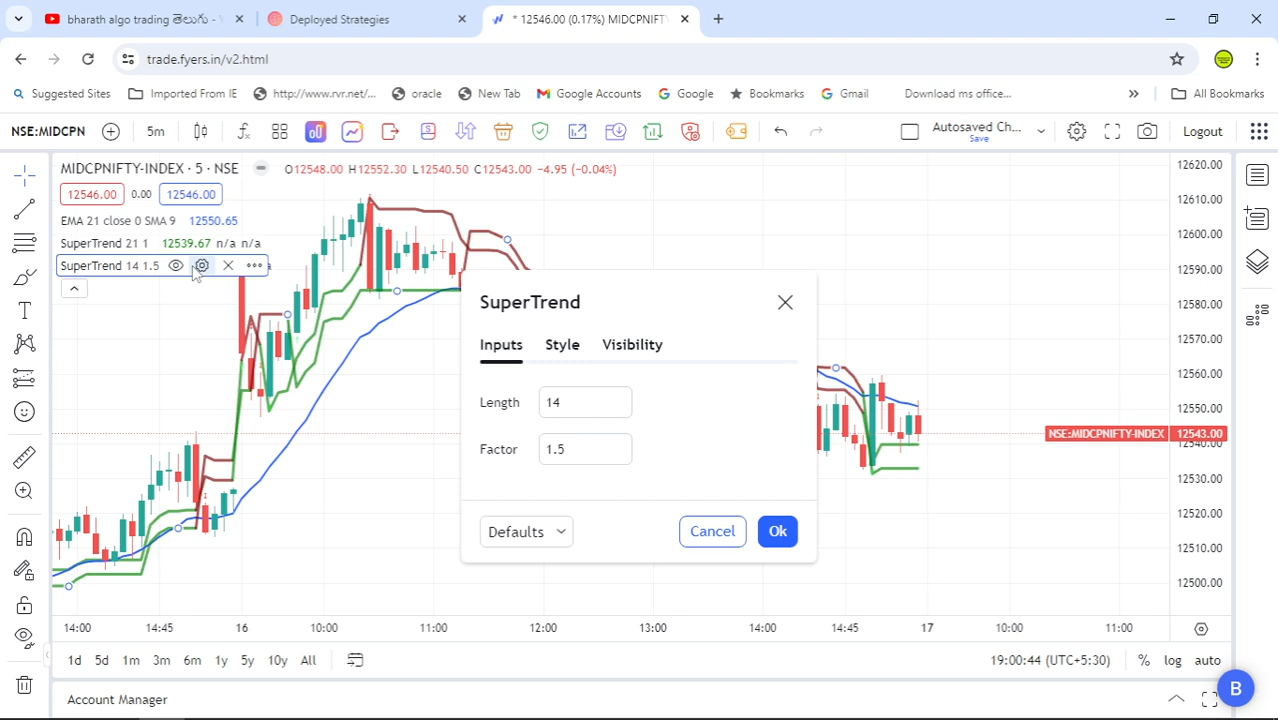 bharath algo trading తెలుగు -
Deployed Strategies
* 12546.00 (0.17%) MIDCPNIFTY-
trade.fyers.in/v2.html
Suggested Sites
Imported From IE
http://www.rvr.net/...
oracle
New Tab
Google Accounts
Google
Bookmarks
Gmail
Download ms office...
»
All Bookmarks
NSE:MIDCPN
5m
Autosaved Ch...
Save
Logout
MIDCPNIFTY-INDEX · 5 · NSE
O12548.00 H12552.30 L12540.50 C12543.00 −4.95 (−0.04%)
12546.00 0.00 12546.00
EMA 21 close 0 SMA 9 12550.65
SuperTrend 21 1 12539.67 n/a n/a
SuperTrend 14 1.5
SuperTrend
Inputs
Style
Visibility
Length
14
Factor
1.5
Defaults
Cancel
Ok
12620.00
12610.00
12600.00
12590.00
12580.00
12570.00
12560.00
12550.00
NSE:MIDCPNIFTY-INDEX 12543.00
12540.00
12530.00
12520.00
12510.00
12500.00
14:00
14:45
16
10:00
11:00
12:00
13:00
14:00
14:45
17
10:00
11:00
1d
5d
1m
3m
6m
1y
5y
10y
All
19:00:44 (UTC+5:30)
%
log
auto
Account Manager
B